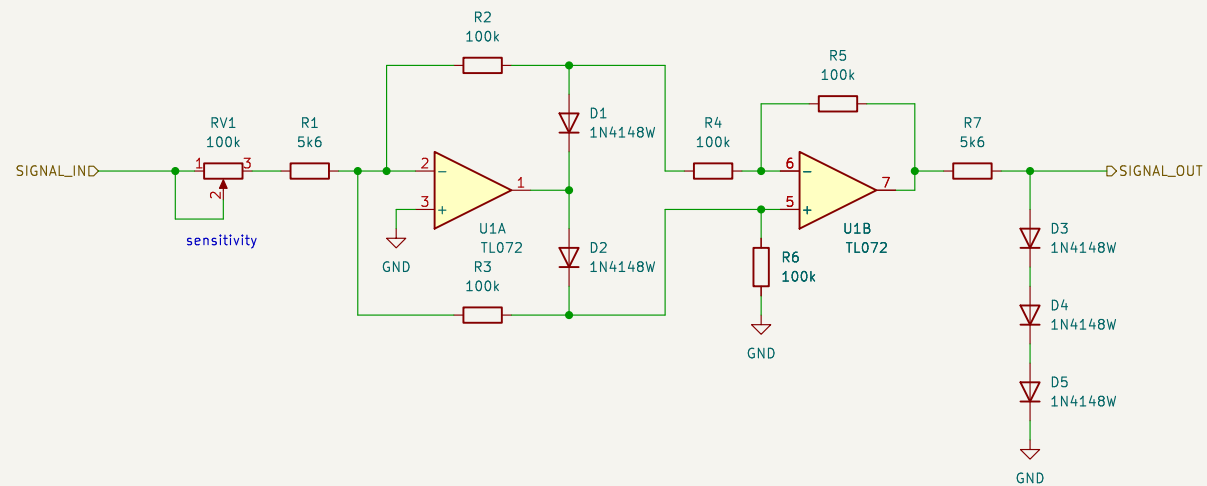 R2
100k
R5
100k
RV1
100k
R1
5k6
D1
1N4148W
R4
100k
R7
5k6
SIGNAL_IN
1
3
2
sensitivity
2
3
1
-
+
U1A
TL072
GND
D2
1N4148W
R3
100k
6
5
7
-
+
U1B
TL072
SIGNAL_OUT
R6
100k
GND
D3
1N4148W
D4
1N4148W
D5
1N4148W
GND